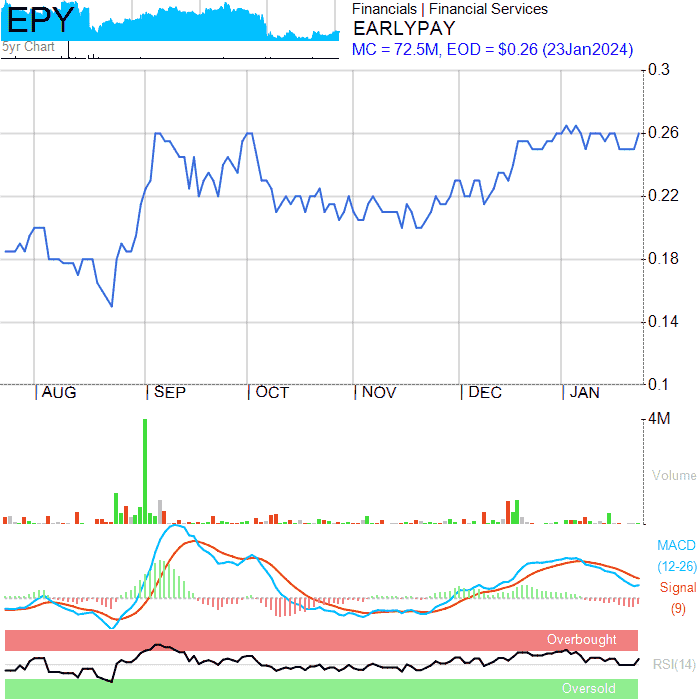 EPY
5yr Chart
Financials | Financial Services
EARLYPAY
MC = 72.5M, EOD = $0.26 (23Jan2024)
0.3
0.26
0.22
0.18
0.14
0.1
AUG SEP OCT NOV DEC JAN
4M
Volume
MACD
(12-26)
Signal
(9)
Overbought
RSI(14)
Oversold